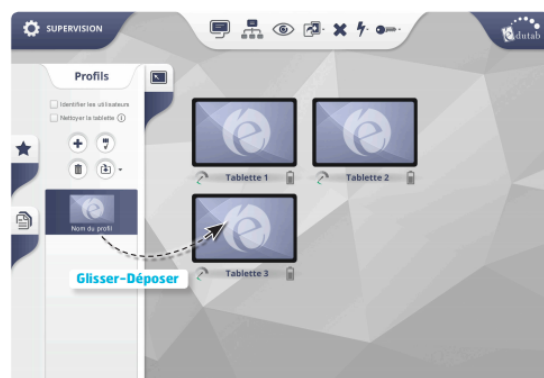 SUPERVISION
dutab
Profils
Identifier les utilisateurs
Nettoyer la tablette
Nom du profil
Glisser-Déposer
Tablette 1
Tablette 2
Tablette 3